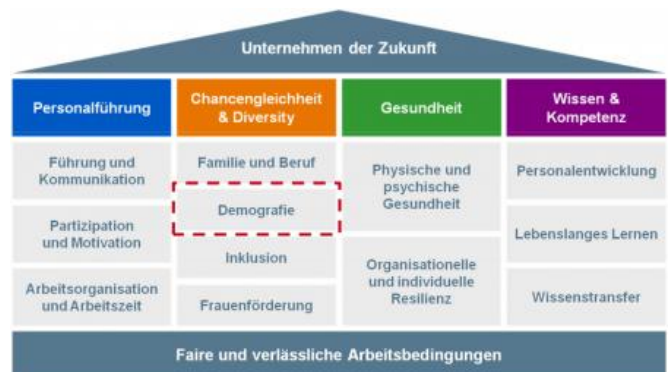 Unternehmen der Zukunft
Personalführung
Chancengleichheit
& Diversity
Gesundheit
Wissen &
Kompetenz
Führung und
Kommunikation
Partizipation
und Motivation
Arbeitsorganisation
und Arbeitszeit
Familie und Beruf
Demografie
Inklusion
Frauenförderung
Physische und
psychische
Gesundheit
Organisationelle
und individuelle
Resilienz
Personalentwicklung
Lebenslanges Lernen
Wissenstransfer
Faire und verlässliche Arbeitsbedingungen